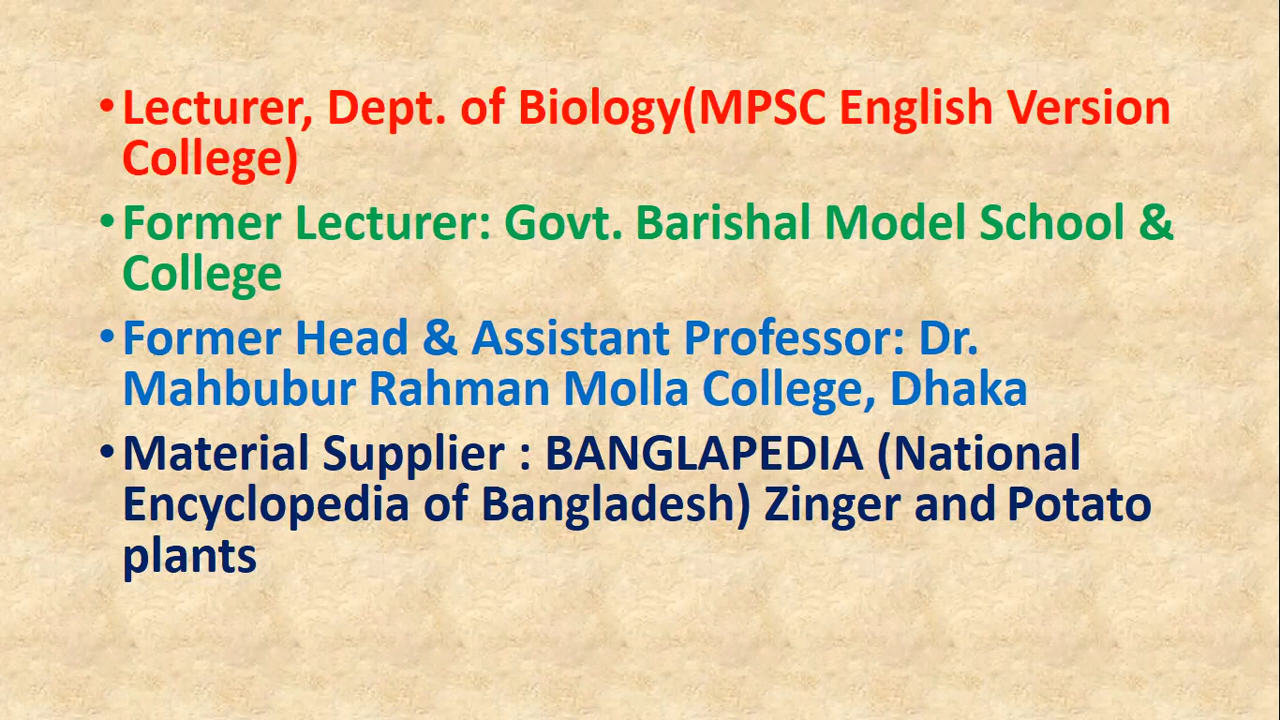 •Lecturer, Dept. of Biology(MPSC English Version
College)
•Former Lecturer: Govt. Barishal Model School &
College
•Former Head & Assistant Professor: Dr.
Mahbubur Rahman Molla College, Dhaka
•Material Supplier : BANGLAPEDIA (National
Encyclopedia of Bangladesh) Zinger and Potato
plants